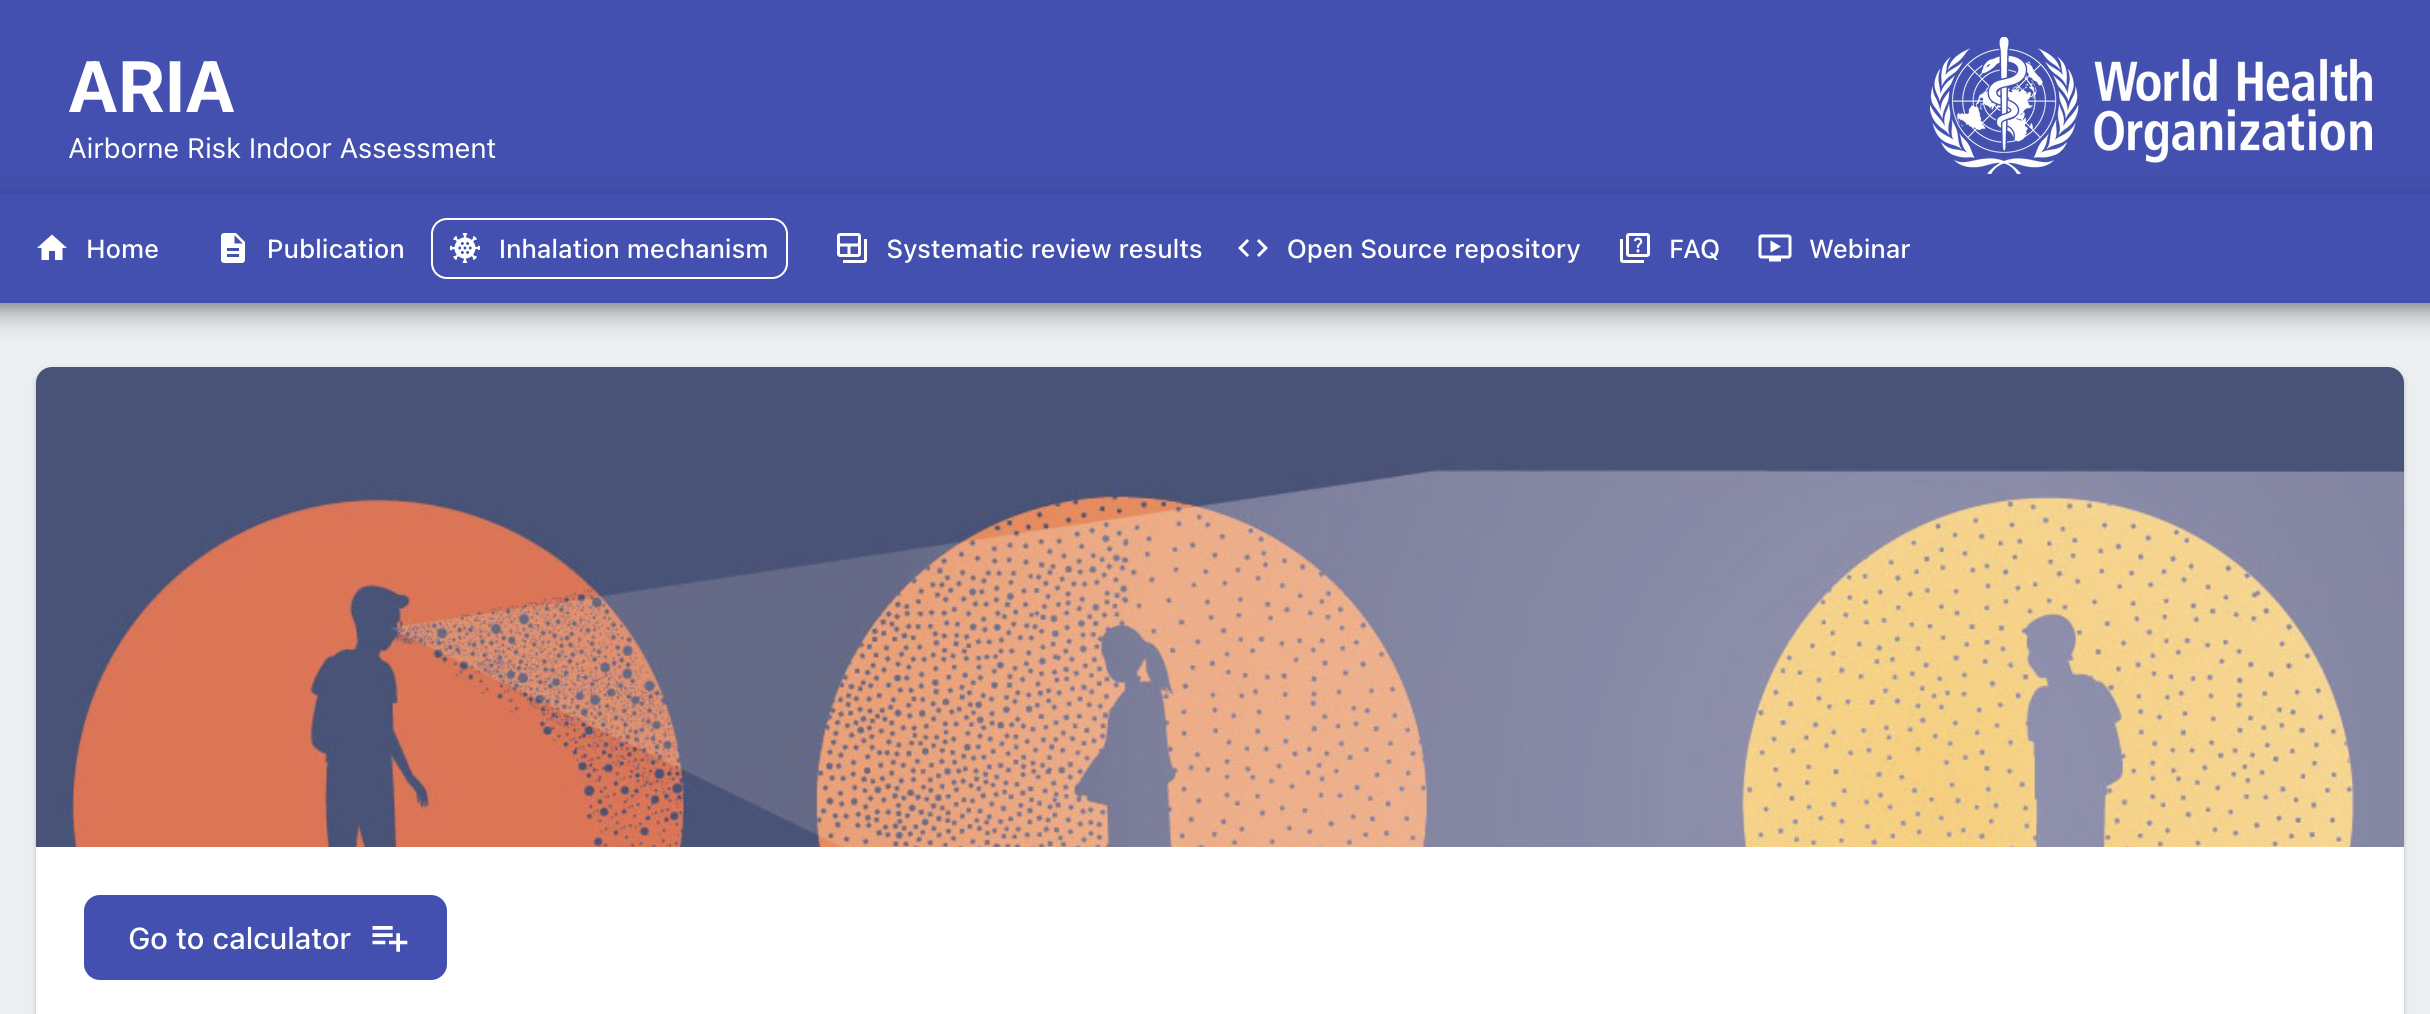 ARIA
Airborne Risk Indoor Assessment
World Health
Organization
Home
Publication
Inhalation mechanism
Systematic review results
Open Source repository
FAQ
Webinar
Go to calculator